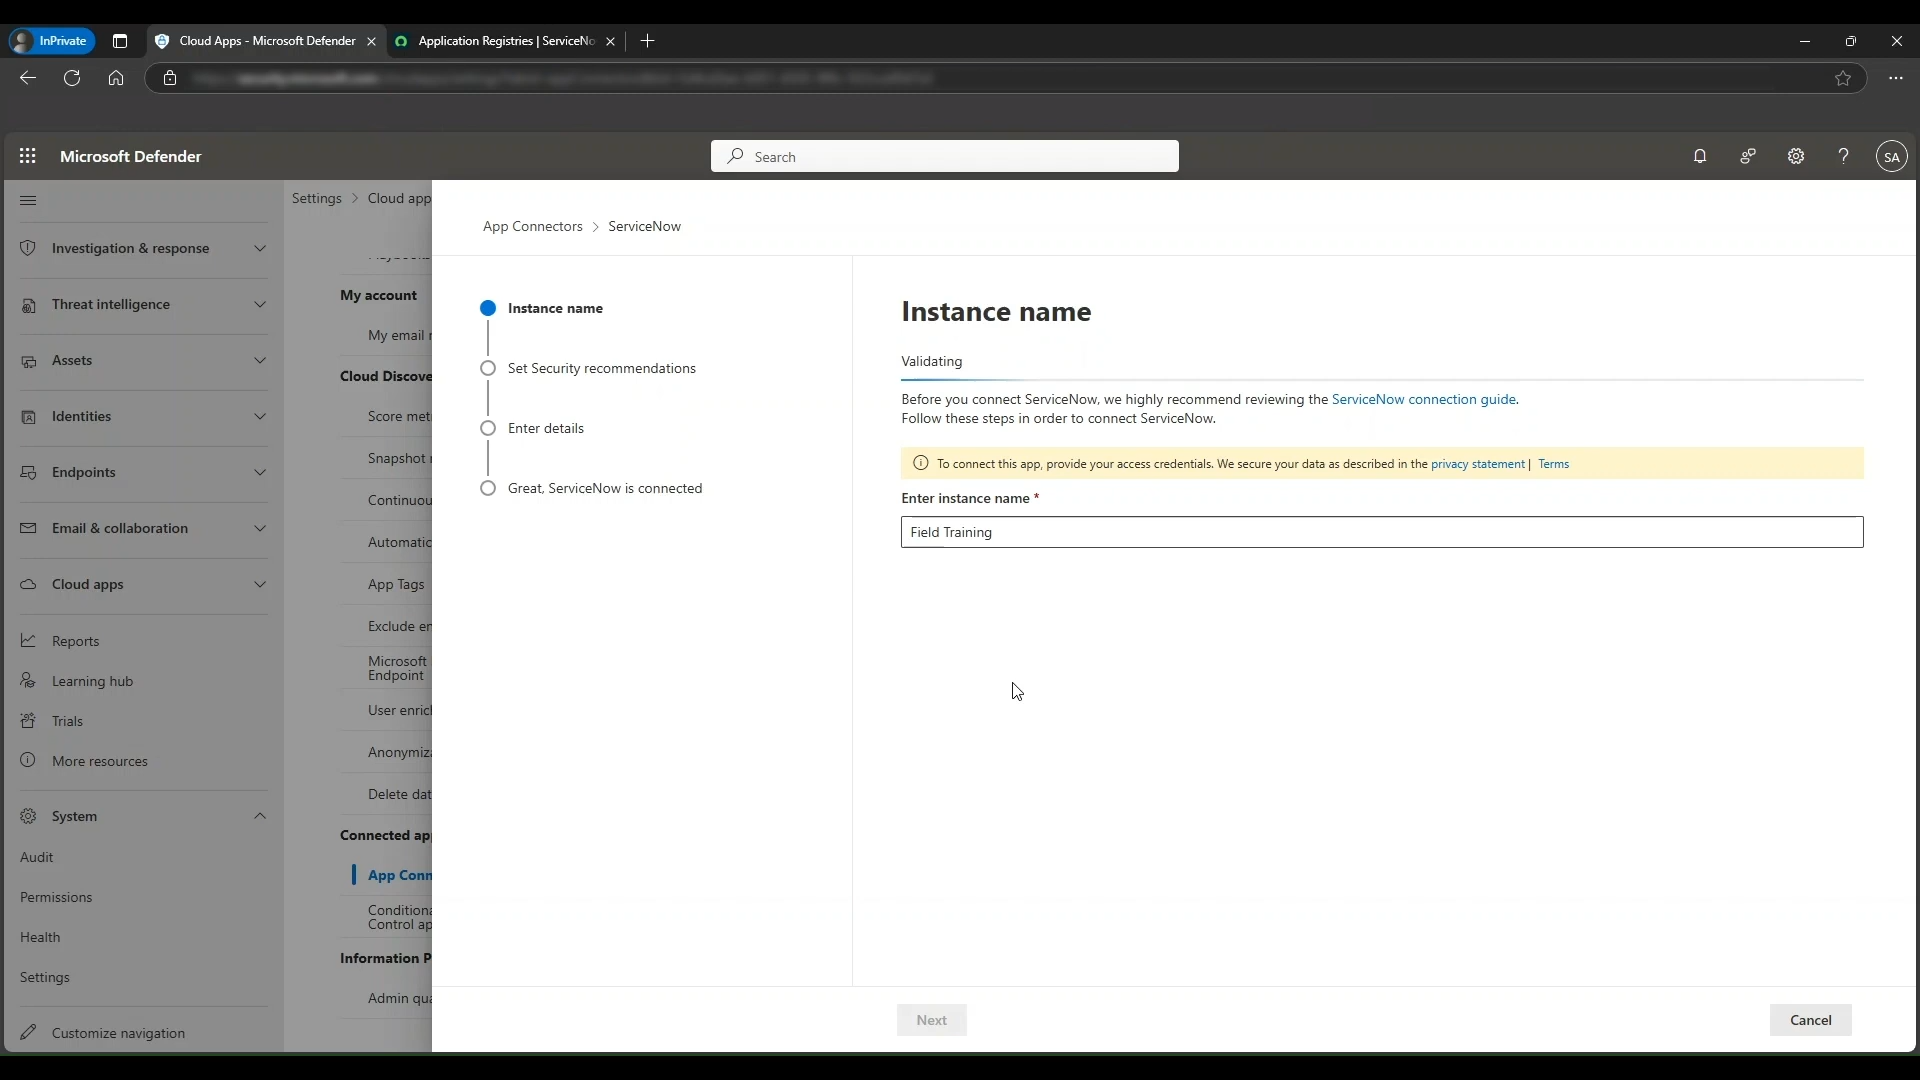 InPrivate
Cloud Apps - Microsoft Defender
Application Registries | ServiceNo
Microsoft Defender
Search
SA
Investigation & response
Threat intelligence
Assets
Identities
Endpoints
Email & collaboration
Cloud apps
Reports
Learning hub
Trials
More resources
System
Audit
Permissions
Health
Settings
Customize navigation
Settings > Cloud app
My account
My email
Cloud Discove
Score met
Snapshot
Continuou
Automatic
App Tags
Exclude en
Microsoft
Endpoint
User enric
Anonymiza
Delete dat
Connected ap
App Conn
Conditiona
Control ap
Information P
Admin qua
App Connectors > ServiceNow
Instance name
Set Security recommendations
Enter details
Great, ServiceNow is connected
Instance name
Validating
Before you connect ServiceNow, we highly recommend reviewing the ServiceNow connection guide.
Follow these steps in order to connect ServiceNow.
To connect this app, provide your access credentials. We secure your data as described in the privacy statement | Terms
Enter instance name *
Field Training
Next
Cancel